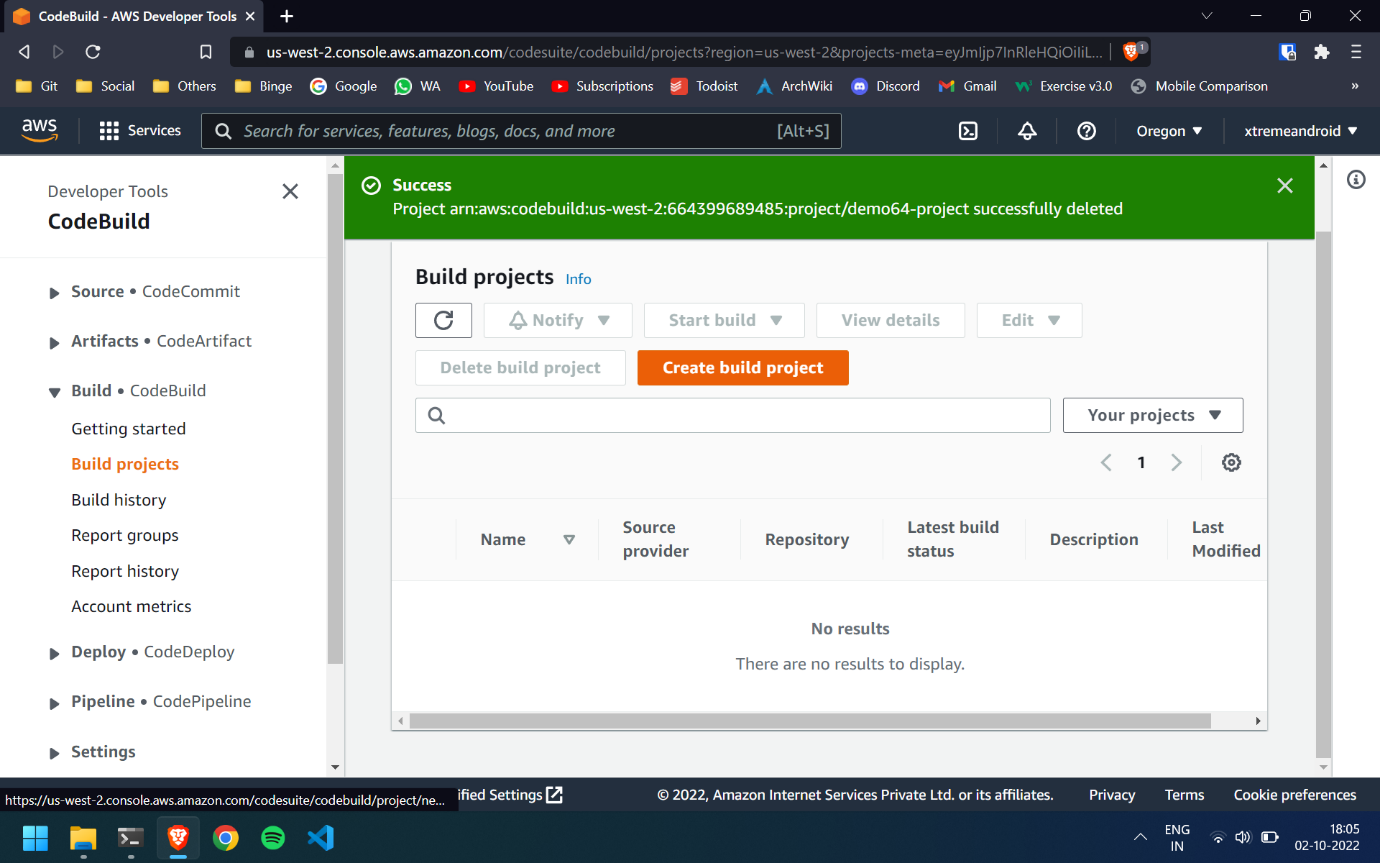 CodeBuild - AWS Developer Tools
us-west-2.console.aws.amazon.com/codesuite/codebuild/projects?region=us-west-2&projects-meta=eyJmIjp7InRleHQiOiIiL...
1
Git
Social
Others
Binge
Google
WA
YouTube
Subscriptions
Todoist
ArchWiki
Discord
Gmail
Exercise v3.0
Mobile Comparison
»
aws
Services
Search for services, features, blogs, docs, and more
[Alt+S]
Oregon
xtremeandroid
Developer Tools
CodeBuild
Source • CodeCommit
Artifacts • CodeArtifact
Build • CodeBuild
Getting started
Build projects
Build history
Report groups
Report history
Account metrics
Deploy • CodeDeploy
Pipeline • CodePipeline
Settings
Success
Project arn:aws:codebuild:us-west-2:664399689485:project/demo64-project successfully deleted
Build projects
Info
Notify
Start build
View details
Edit
Delete build project
Create build project
Your projects
1
Name
Source provider
Repository
Latest build status
Description
Last Modified
No results
There are no results to display.
https://us-west-2.console.aws.amazon.com/codesuite/codebuild/project/ne...
ified Settings
© 2022, Amazon Internet Services Private Ltd. or its affiliates.
Privacy
Terms
Cookie preferences
ENG
IN
18:05
02-10-2022